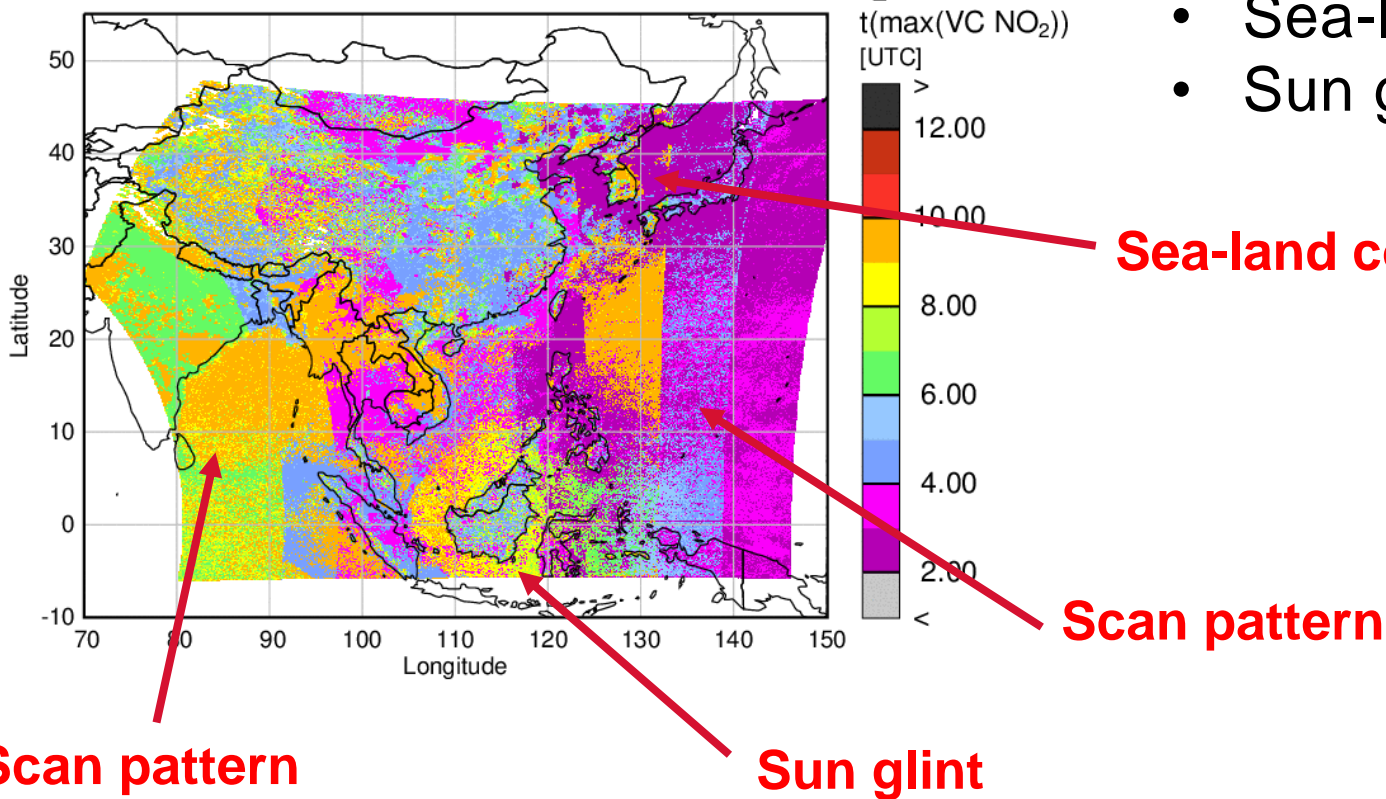 t(max(VC NO₂))
[UTC]
• Sea-l
• Sun g
>
12.00
10.00
8.00
6.00
4.00
2.00
<
50
40
30
20
10
0
-10
Latitude
70 80 90 100 110 120 130 140 150
Longitude
Sea-land co
Scan pattern
Scan pattern
Sun glint